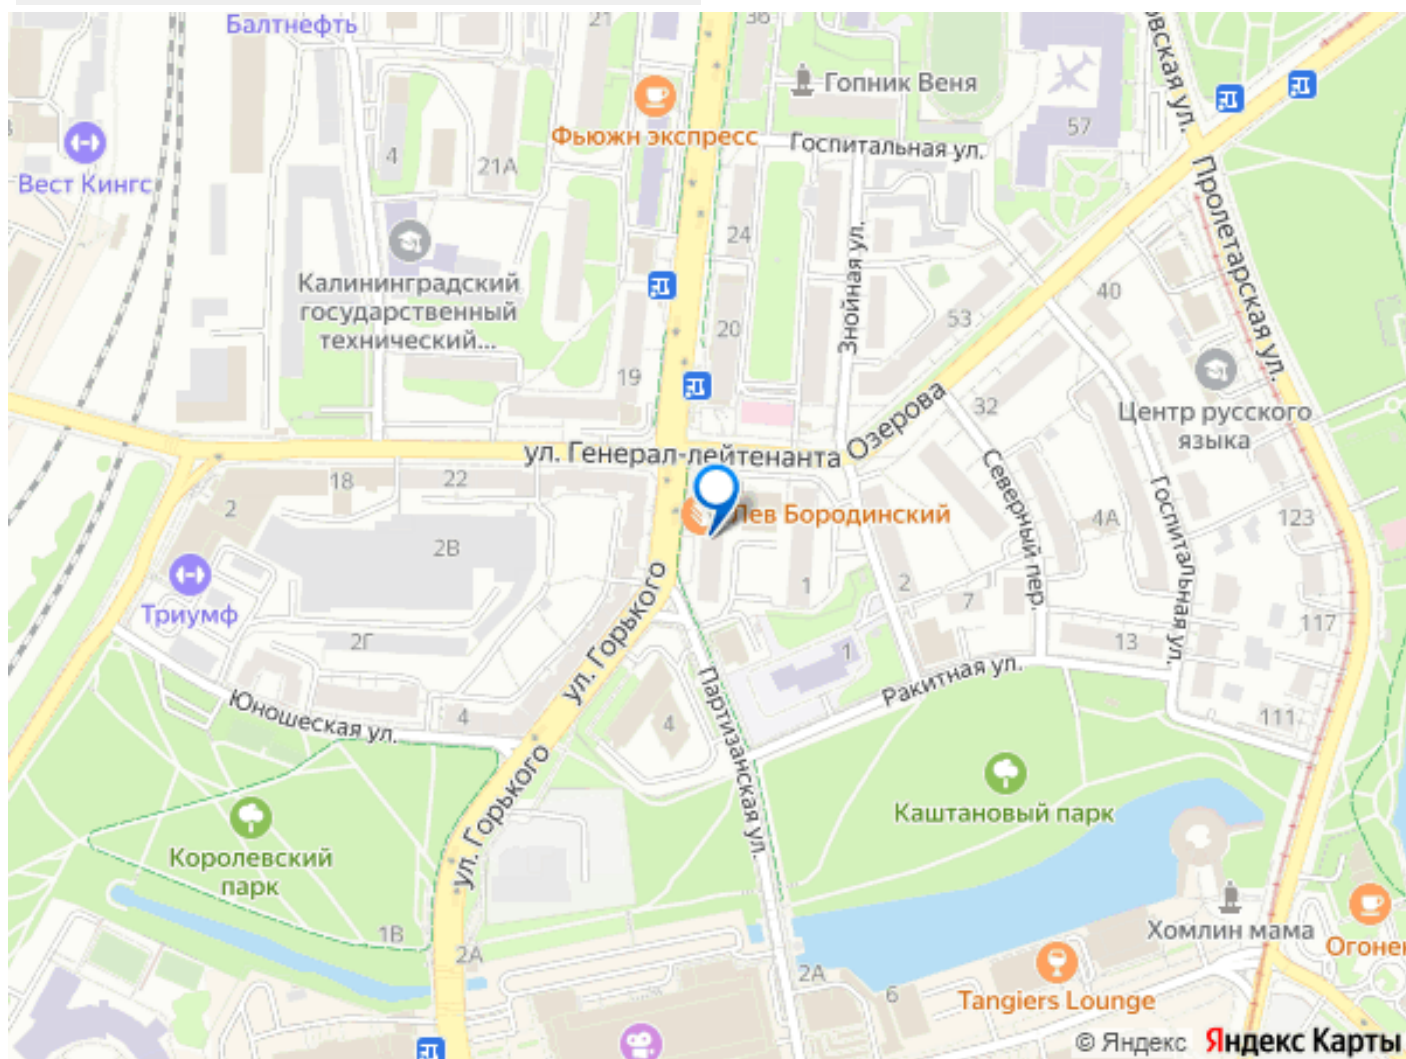 Балтнефть
21
36
овская ул.
Гопник Веня
Фьюжн экспресс
57
Госпитальная ул.
4
21А
Вест Кингс
Пролетарская ул.
24
Знойная ул.
Калининградский
государственный
технический...
40
20
53
19
32
Центр русского
языка
Озерова
ул. Генерал-лейтенанта
Северный пер.
Госпитальная ул.
22
18
2
Лев Бородинский
4А
123
2В
1
2
7
Триумф
ул. Горького
117
2Г
13
1
Ракитная ул.
Юношеская ул.
4
4
Партизанская ул.
111
ул. Горького
Каштановый парк
Королевский
парк
1В
2А
Хомлин мама
Огонек
2А
6
Tangiers Lounge
© Яндекс Яндекс Карты